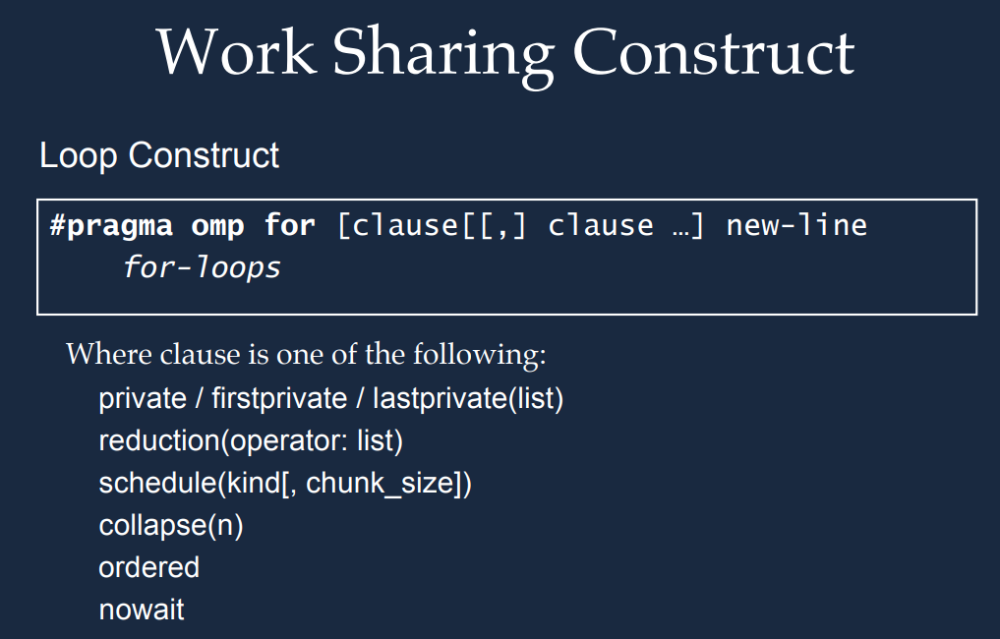 Work Sharing Construct
Loop Construct
#pragma omp for [clause[[,] clause …] new-line
for-loops
Where clause is one of the following:
private / firstprivate / lastprivate(list)
reduction(operator: list)
schedule(kind[, chunk_size])
collapse(n)
ordered
nowait